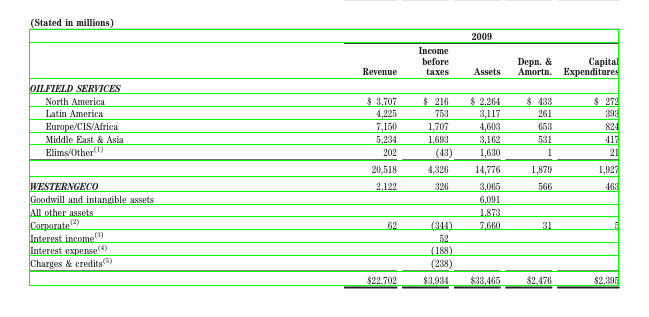 (Stated in millions)
2009
Income
before Depn. & Capital
Revenue taxes Assets Amortn. Expenditures
OILFIELD SERVICES
North America $ 3,707 $ 216 $ 2,264 $ 433 $ 272
Latin America 4,225 753 3,117 261 393
Europe/CIS/Africa 7,150 1,707 4,603 653 824
Middle East & Asia 5,234 1,693 3,162 531 417
Elims/Other(1) 202 (43) 1,630 1 21
20,518 4,326 14,776 1,879 1,927
WESTERNGECO 2,122 326 3,065 566 463
Goodwill and intangible assets 6,091
All other assets 1,873
Corporate(2) 62 (344) 7,660 31 5
Interest income(3) 52
Interest expense(4) (188)
Charges & credits(5) (238)
$22,702 $3,934 $33,465 $2,476 $2,395